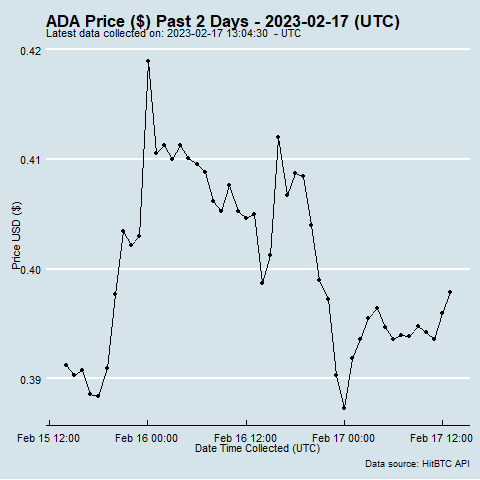 ADA Price ($) Past 2 Days - 2023-02-17 (UTC)
Latest data collected on: 2023-02-17 13:04:30 - UTC
0.42
0.41
0.40
0.39
Price USD ($)
Feb 15 12:00 Feb 16 00:00 Feb 16 12:00 Feb 17 00:00 Feb 17 12:00
Date Time Collected (UTC)
Data source: HitBTC API